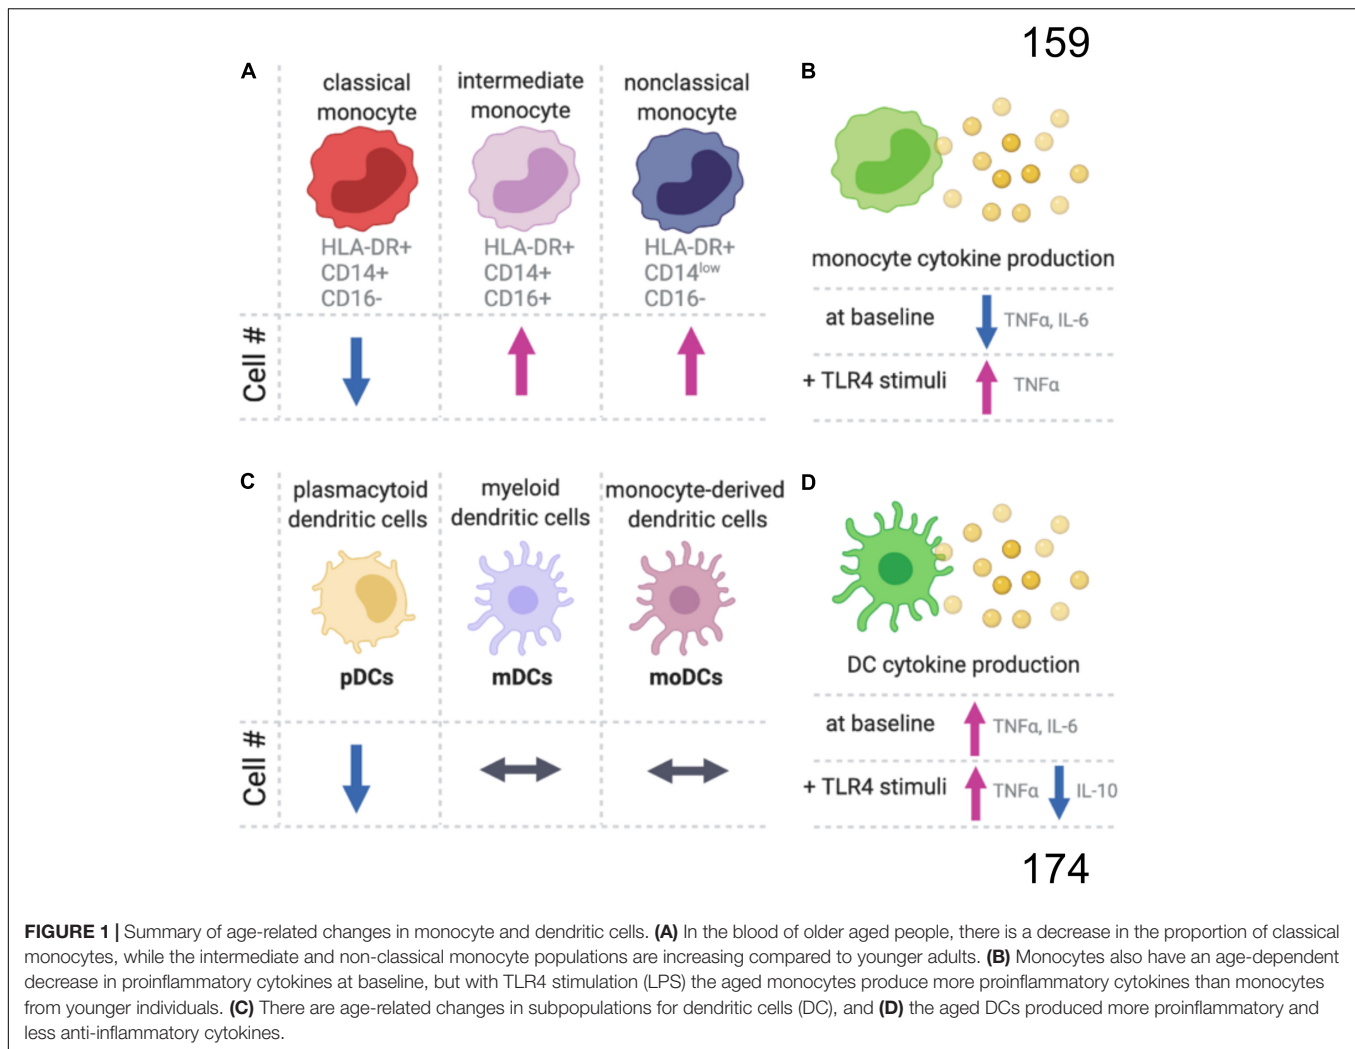 159
A
classical
monocyte
intermediate
monocyte
nonclassical
monocyte
HLA-DR+
CD14+
CD16-
HLA-DR+
CD14+
CD16+
HLA-DR+
CD14low
CD16-
Cell #
B
monocyte cytokine production
at baseline TNFα, IL-6
+ TLR4 stimuli TNFα
C
plasmacytoid
dendritic cells
myeloid
dendritic cells
monocyte-derived
dendritic cells
pDCs
mDCs
moDCs
Cell #
D
DC cytokine production
at baseline TNFα, IL-6
+ TLR4 stimuli TNFα IL-10
174
FIGURE 1 | Summary of age-related changes in monocyte and dendritic cells. (A) In the blood of older aged people, there is a decrease in the proportion of classical
monocytes, while the intermediate and non-classical monocyte populations are increasing compared to younger adults. (B) Monocytes also have an age-dependent
decrease in proinflammatory cytokines at baseline, but with TLR4 stimulation (LPS) the aged monocytes produce more proinflammatory cytokines than monocytes
from younger individuals. (C) There are age-related changes in subpopulations for dendritic cells (DC), and (D) the aged DCs produced more proinflammatory and
less anti-inflammatory cytokines.